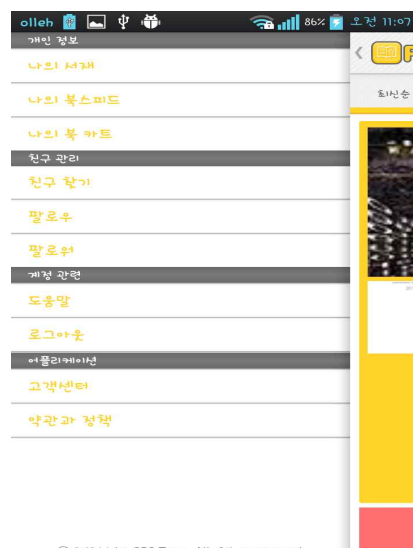 olleh 86% 오전 11:07
개인 정보
나의 서재
나의 북스피드
나의 북 카트
최신순
친구 관리
친구 찾기
팔로우
팔로워
계정 관련
도움말
로그아웃
어플리케이션
고객센터
약관과 정책